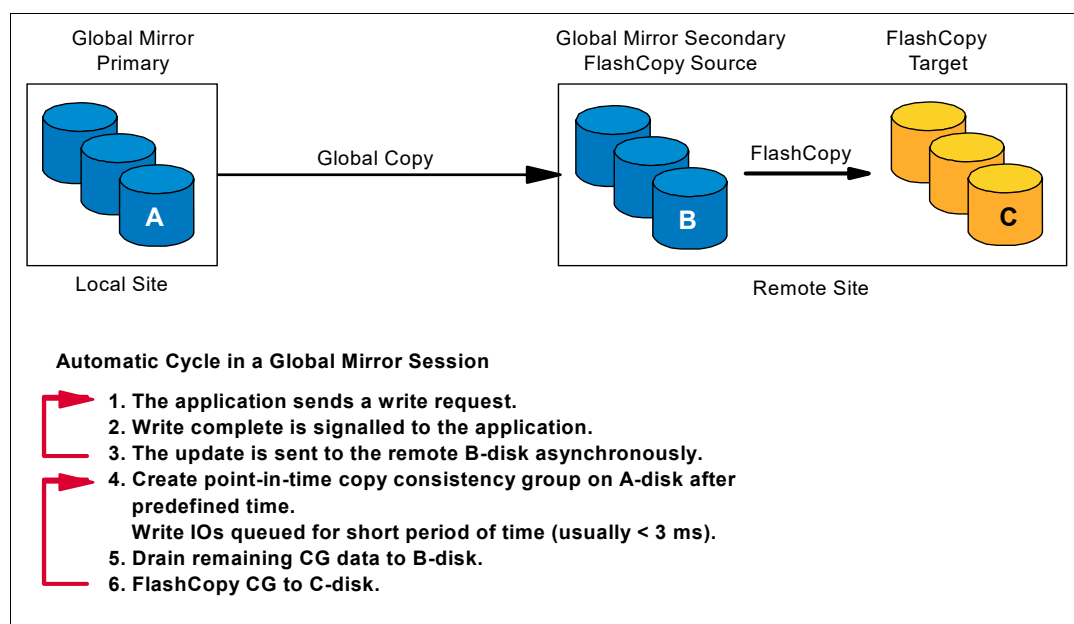 Global Mirror
Primary
Global Mirror Secondary
FlashCopy Source
FlashCopy
Target
Global Copy
FlashCopy
A
B
C
Local Site
Remote Site
Automatic Cycle in a Global Mirror Session
1. The application sends a write request.
2. Write complete is signalled to the application.
3. The update is sent to the remote B-disk asynchronously.
4. Create point-in-time copy consistency group on A-disk after
predefined time.
Write IOs queued for short period of time (usually < 3 ms).
5. Drain remaining CG data to B-disk.
6. FlashCopy CG to C-disk.